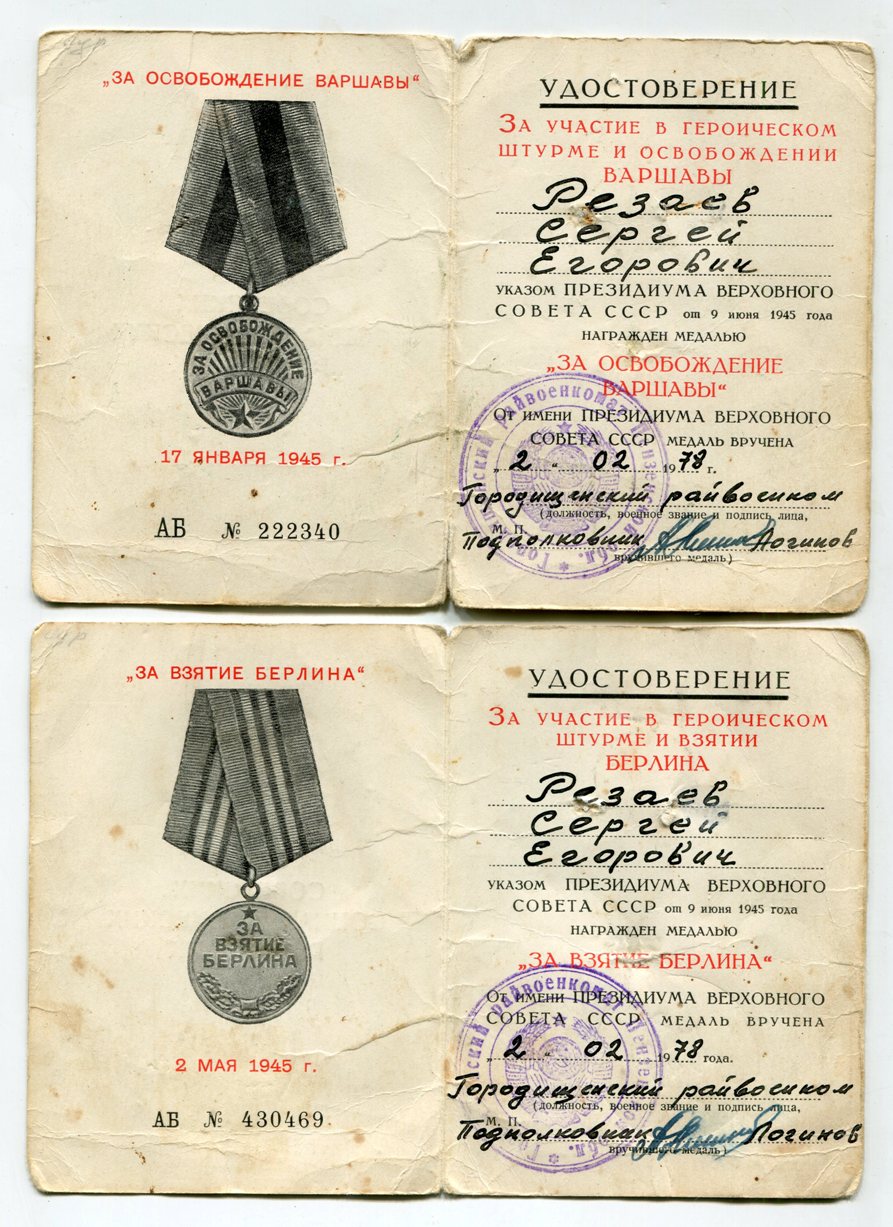 „ЗА ОСВОБОЖДЕНИЕ ВАРШАВЫ“
ЗА ОСВОБОЖДЕНИЕ
ВАРШАВЫ
17 ЯНВАРЯ 1945 г.
АБ № 222340
УДОСТОВЕРЕНИЕ
ЗА УЧАСТИЕ В ГЕРОИЧЕСКОМ
ШТУРМЕ И ОСВОБОЖДЕНИИ
ВАРШАВЫ
Резаев
Сергей
Егорович
УКАЗОМ ПРЕЗИДИУМА ВЕРХОВНОГО
СОВЕТА СССР от 9 июня 1945 года
НАГРАЖДЕН МЕДАЛЬЮ
„ЗА ОСВОБОЖДЕНИЕ
ВАРШАВЫ“
ОТ ИМЕНИ ПРЕЗИДИУМА ВЕРХОВНОГО
СОВЕТА СССР МЕДАЛЬ ВРУЧЕНА
„ 2 “ 02 1978 г.
Городищенский райвоенком
(должность, военное звание и подпись лица,
М. П.
Подполковник Логинов
вручившего медаль)
райвоенкомат Пензенской обл.
„ЗА ВЗЯТИЕ БЕРЛИНА“
ЗА
ВЗЯТИЕ
БЕРЛИНА
2 МАЯ 1945 г.
АБ № 430469
УДОСТОВЕРЕНИЕ
ЗА УЧАСТИЕ В ГЕРОИЧЕСКОМ
ШТУРМЕ И ВЗЯТИИ
БЕРЛИНА
Резаев
Сергей
Егорович
УКАЗОМ ПРЕЗИДИУМА ВЕРХОВНОГО
СОВЕТА СССР от 9 июня 1945 года
НАГРАЖДЕН МЕДАЛЬЮ
„ЗА ВЗЯТИЕ БЕРЛИНА“
ОТ ИМЕНИ ПРЕЗИДИУМА ВЕРХОВНОГО
СОВЕТА СССР МЕДАЛЬ ВРУЧЕНА
„ 2 “ 02 1978 года.
Городищенский райвоенком
(должность, военное звание и подпись лица,
М. П.
Подполковник Логинов
вручившего медаль)
райвоенкомат Пензенской обл.